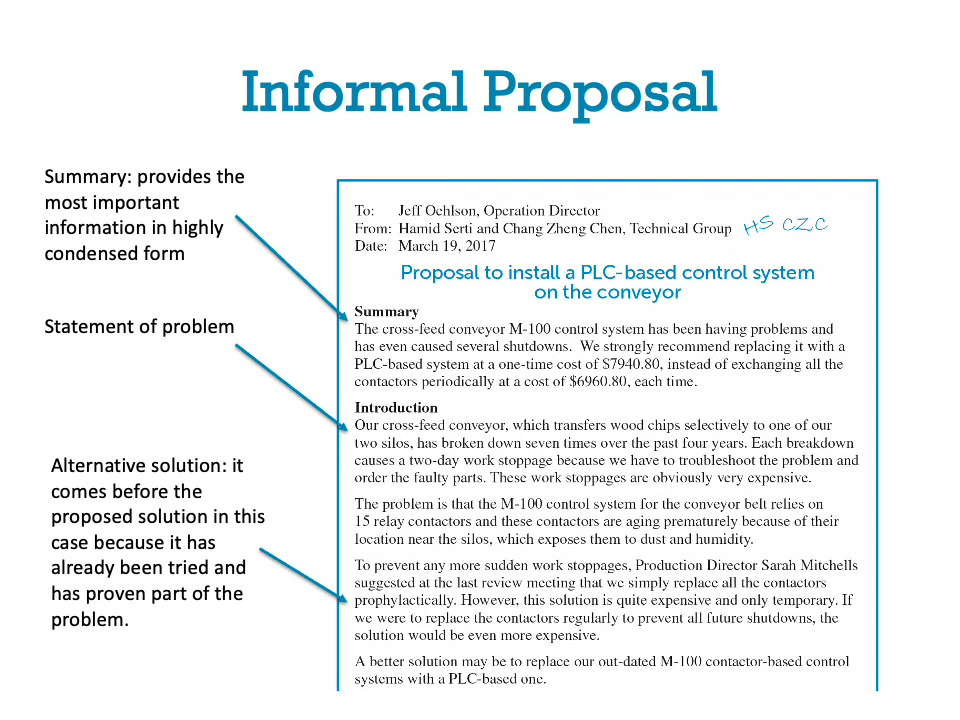 Informal Proposal
Summary: provides the
most important
information in highly
condensed form
Statement of problem
Alternative solution: it
comes before the
proposed solution in this
case because it has
already been tried and
has proven part of the
problem.
To: Jeff Oehlson, Operation Director
From: Hamid Serti and Chang Zheng Chen, Technical Group HS CZC
Date: March 19, 2017
Proposal to install a PLC-based control system
on the conveyor
Summary
The cross-feed conveyor M-100 control system has been having problems and
has even caused several shutdowns. We strongly recommend replacing it with a
PLC-based system at a one-time cost of $7940.80, instead of exchanging all the
contactors periodically at a cost of $6960.80, each time.
Introduction
Our cross-feed conveyor, which transfers wood chips selectively to one of our
two silos, has broken down seven times over the past four years. Each breakdown
causes a two-day work stoppage because we have to troubleshoot the problem and
order the faulty parts. These work stoppages are obviously very expensive.
The problem is that the M-100 control system for the conveyor belt relies on
15 relay contactors and these contactors are aging prematurely because of their
location near the silos, which exposes them to dust and humidity.
To prevent any more sudden work stoppages, Production Director Sarah Mitchells
suggested at the last review meeting that we simply replace all the contactors
prophylactically. However, this solution is quite expensive and only temporary. If
we were to replace the contactors regularly to prevent all future shutdowns, the
solution would be even more expensive.
A better solution may be to replace our out-dated M-100 contactor-based control
systems with a PLC-based one.